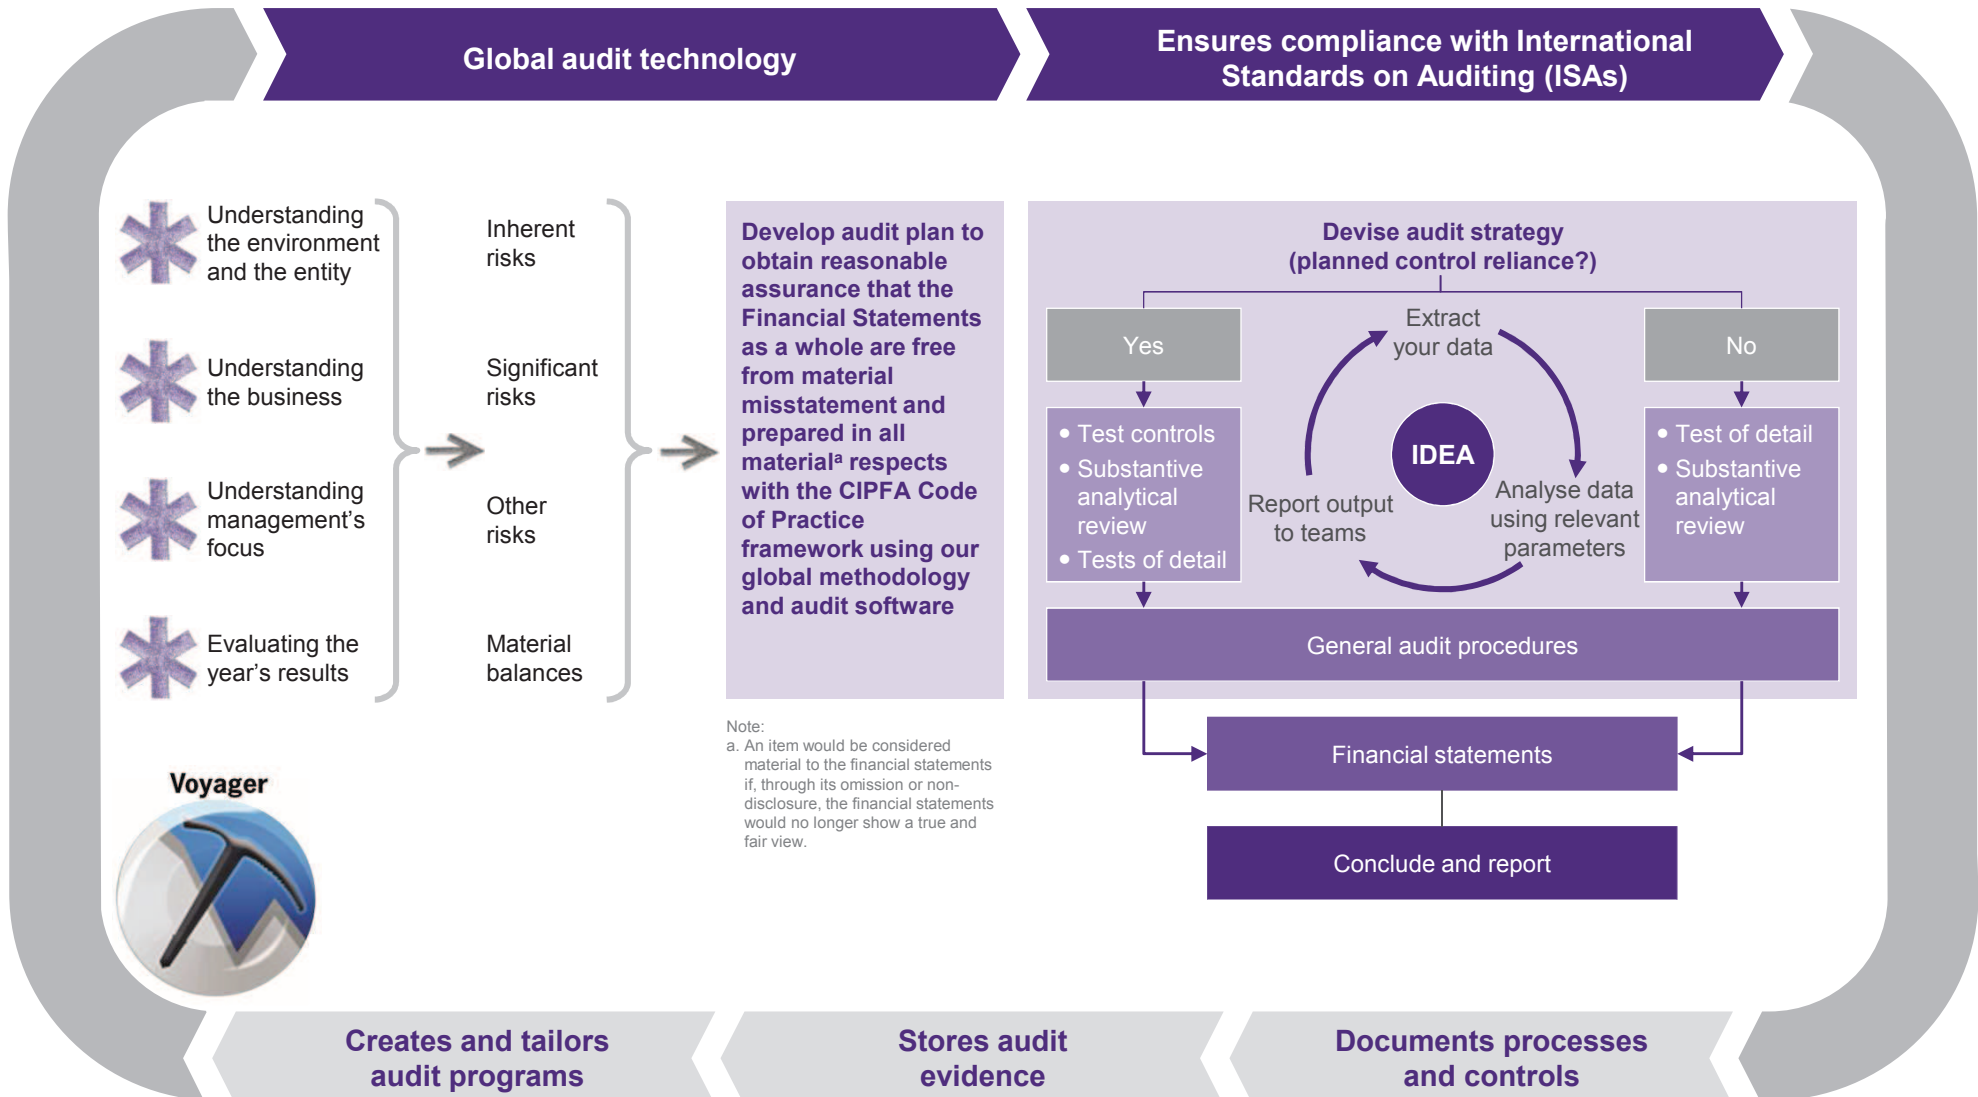 Global audit technology
Ensures compliance with International
Standards on Auditing (ISAs)
Understanding
the environment
and the entity
Understanding
the business
Understanding
management’s
focus
Evaluating the
year’s results
Inherent
risks
Significant
risks
Other
risks
Material
balances
Develop audit plan to
obtain reasonable
assurance that the
Financial Statements
as a whole are free
from material
misstatement and
prepared in all
materialª respects
with the CIPFA Code
of Practice
framework using our
global methodology
and audit software
Note:
a. An item would be considered
material to the financial statements
if, through its omission or non-
disclosure, the financial statements
would no longer show a true and
fair view.
Devise audit strategy
(planned control reliance?)
Yes
• Test controls
• Substantive
analytical
review
• Tests of detail
Extract
your data
IDEA
Analyse data
using relevant
parameters
Report output
to teams
No
• Test of detail
• Substantive
analytical
review
General audit procedures
Financial statements
Conclude and report
Voyager
Creates and tailors
audit programs
Stores audit
evidence
Documents processes
and controls